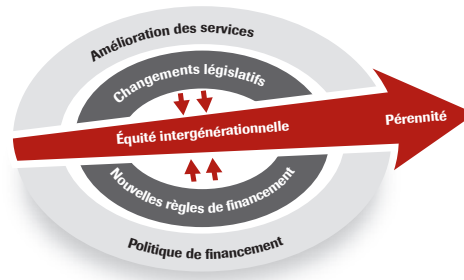 Amélioration des services
Changements législatifs
Équité intergénérationnelle
Pérennité
Nouvelles règles de financement
Politique de financement